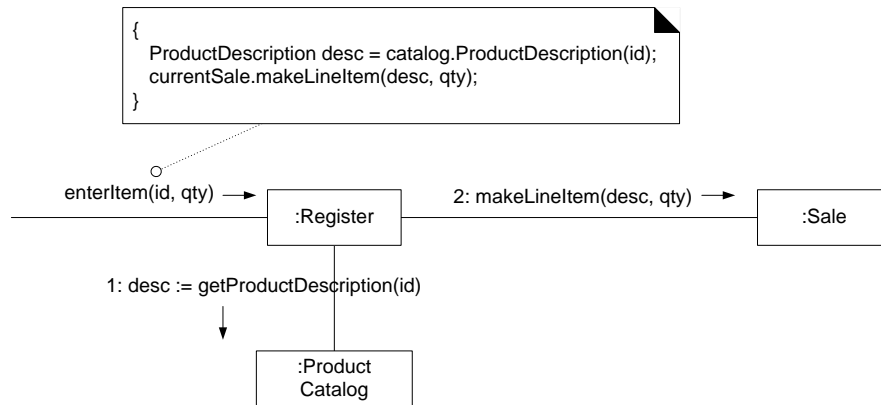 {
ProductDescription desc = catalog.ProductDescription(id);
currentSale.makeLineItem(desc, qty);
}
enterItem(id, qty)
2: makeLineItem(desc, qty)
:Register
:Sale
1: desc := getProductDescription(id)
:Product
Catalog